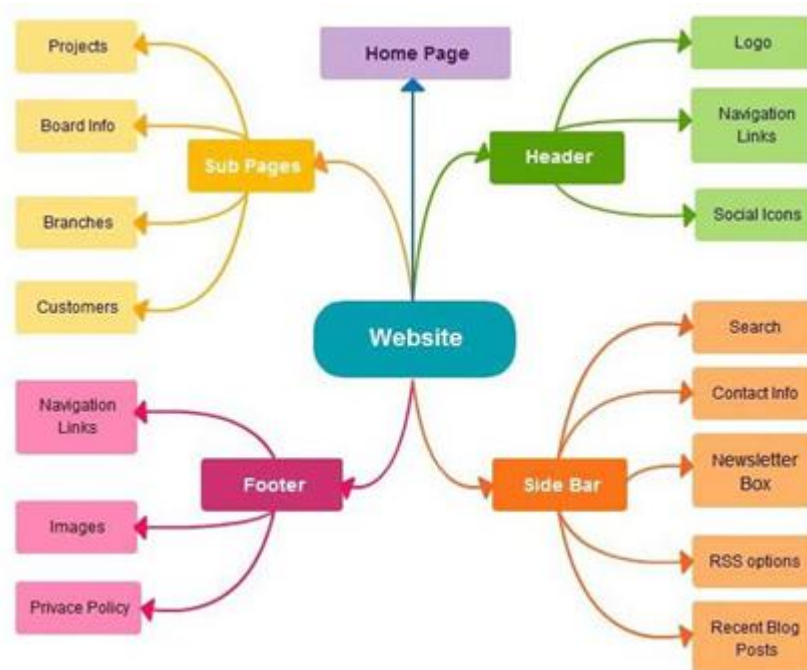 Projects
Home Page
Logo
Board Info
Navigation
Links
Sub Pages
Header
Branches
Social Icons
Customers
Website
Search
Navigation
Links
Contact Info
Footer
Side Bar
Newsletter
Box
Images
RSS options
Privace Policy
Recent Blog
Posts